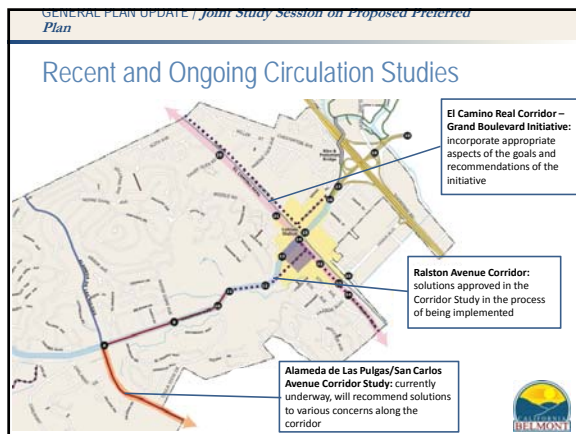 GENERAL PLAN UPDATE / Joint Study Session on Proposed Preferred
Plan
Recent and Ongoing Circulation Studies
El Camino Real Corridor –
Grand Boulevard Initiative:
incorporate appropriate
aspects of the goals and
recommendations of the
initiative
Ralston Avenue Corridor:
solutions approved in the
Corridor Study in the process
of being implemented
Alameda de Las Pulgas/San Carlos
Avenue Corridor Study: currently
underway, will recommend solutions
to various concerns along the
corridor
CALIFORNIA
BELMONT